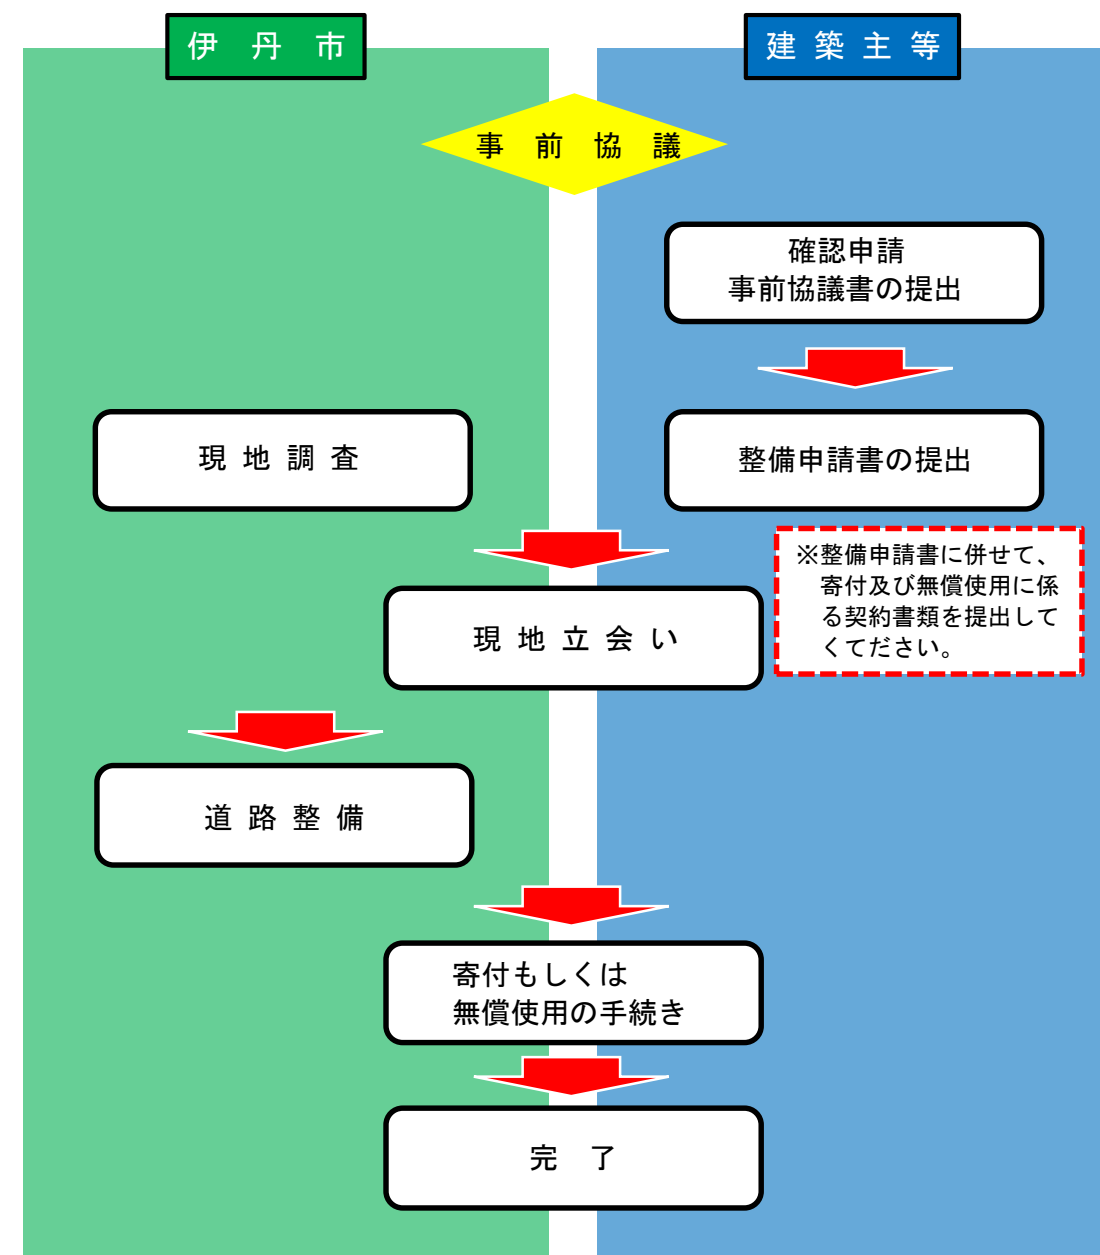 伊丹市
建築主等
事前協議
確認申請
事前協議書の提出
現地調査
整備申請書の提出
※整備申請書に併せて、
寄付及び無償使用に係
る契約書類を提出して
くてださい。
現地立会い
道路整備
寄付もしくは
無償使用の手続き
完了